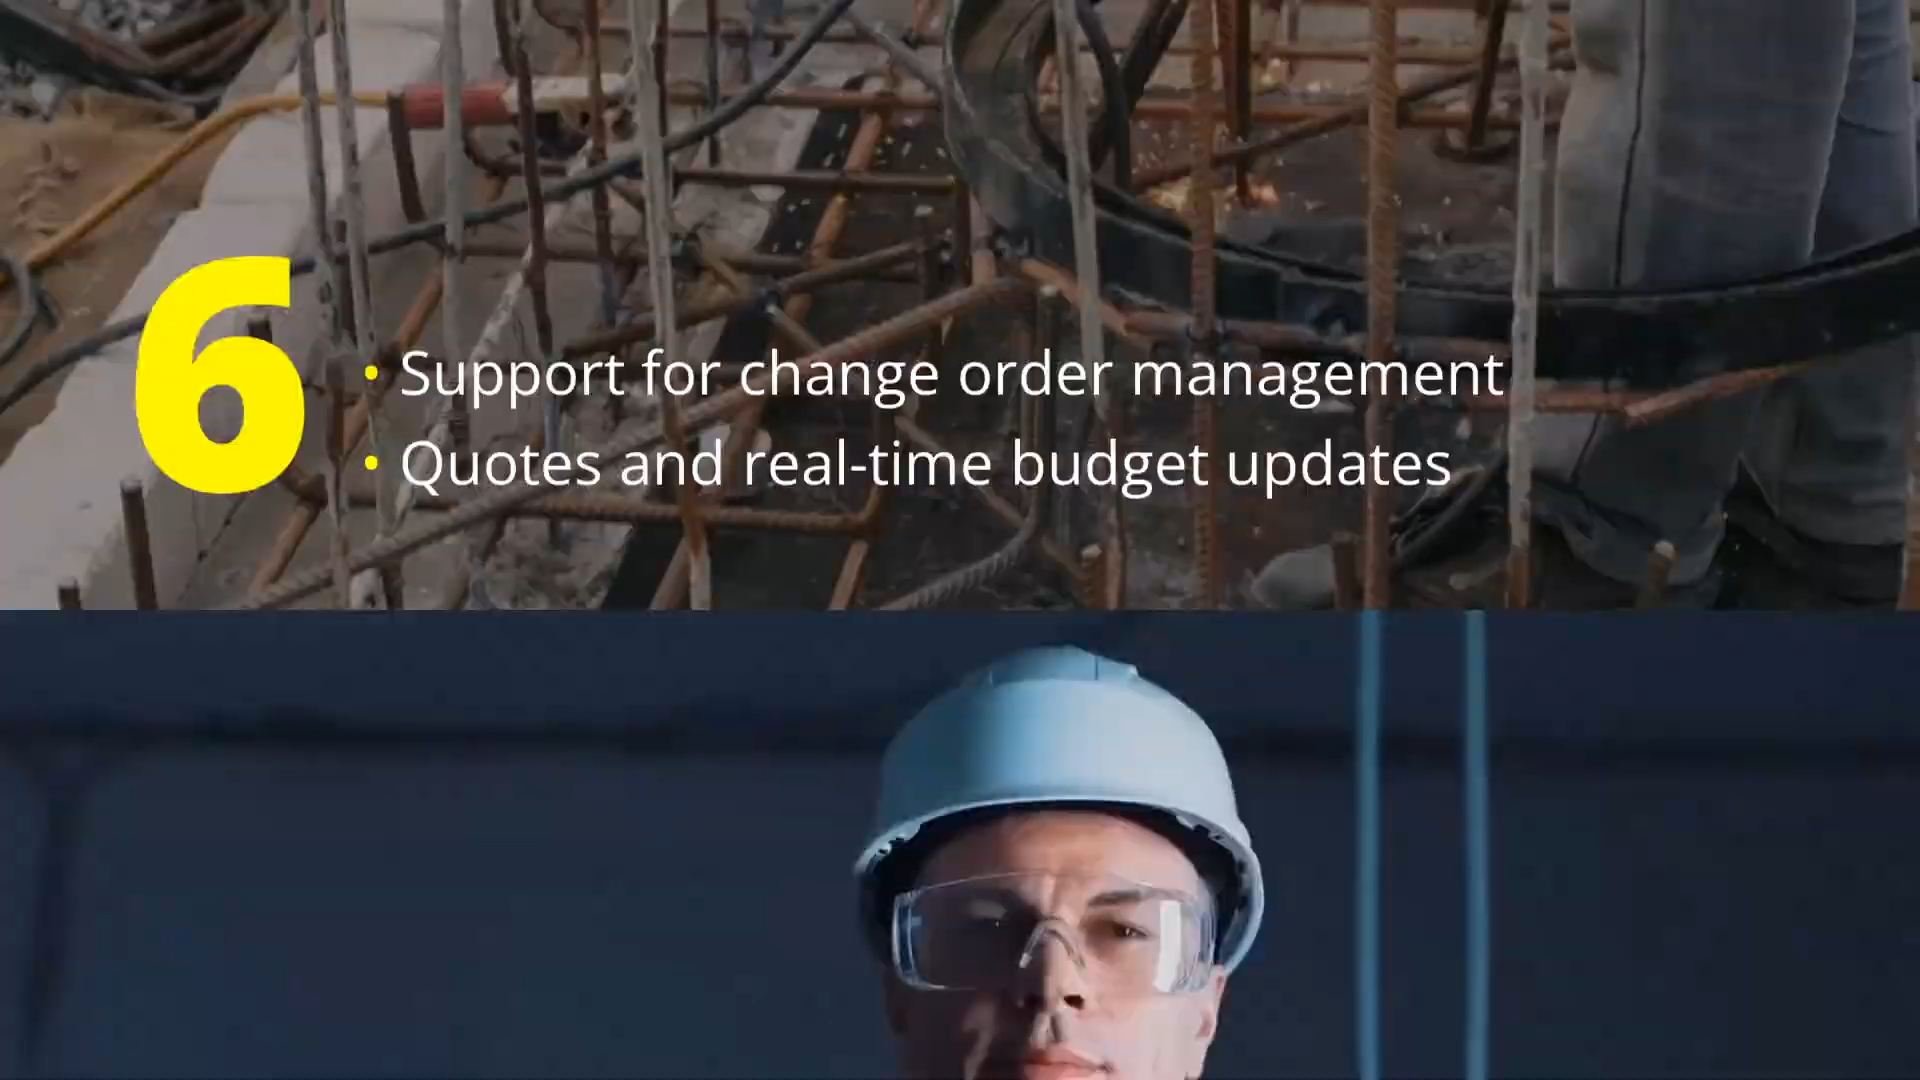 6
• Support for change order management
• Quotes and real-time budget updates